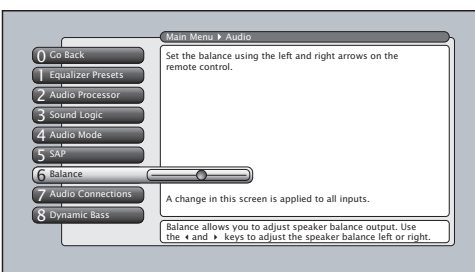 Main Menu ▸ Audio
0 Go Back
1 Equalizer Presets
2 Audio Processor
3 Sound Logic
4 Audio Mode
5 SAP
6 Balance
7 Audio Connections
8 Dynamic Bass
Set the balance using the left and right arrows on the
remote control.
A change in this screen is applied to all inputs.
Balance allows you to adjust speaker balance output. Use
the ◂ and ▸ keys to adjust the speaker balance left or right.